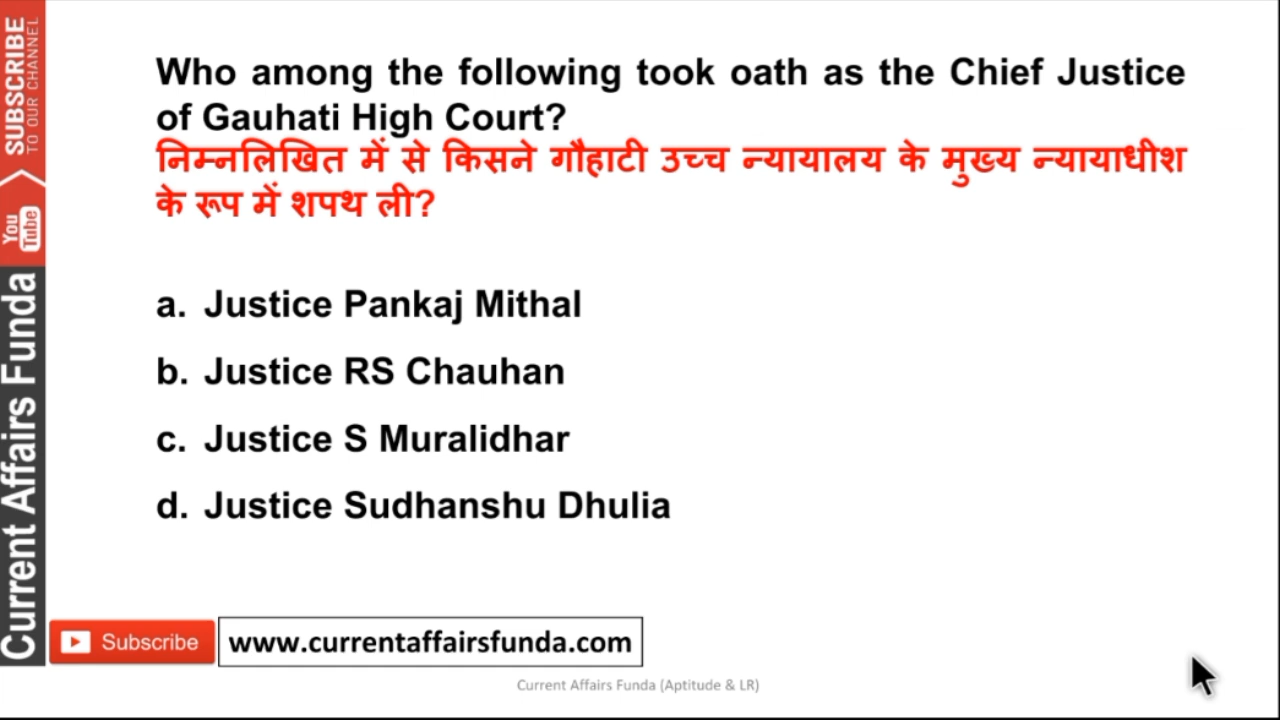 Who among the following took oath as the Chief Justice
of Gauhati High Court?
निम्नलिखित में से किसने गौहाटी उच्च न्यायालय के मुख्य न्यायाधीश
के रूप में शपथ ली?
a. Justice Pankaj Mithal
b. Justice RS Chauhan
c. Justice S Muralidhar
d. Justice Sudhanshu Dhulia
SUBSCRIBE
TO OUR CHANNEL
You
Tube
Current Affairs Funda
Subscribe
www.currentaffairsfunda.com
Current Affairs Funda (Aptitude & LR)